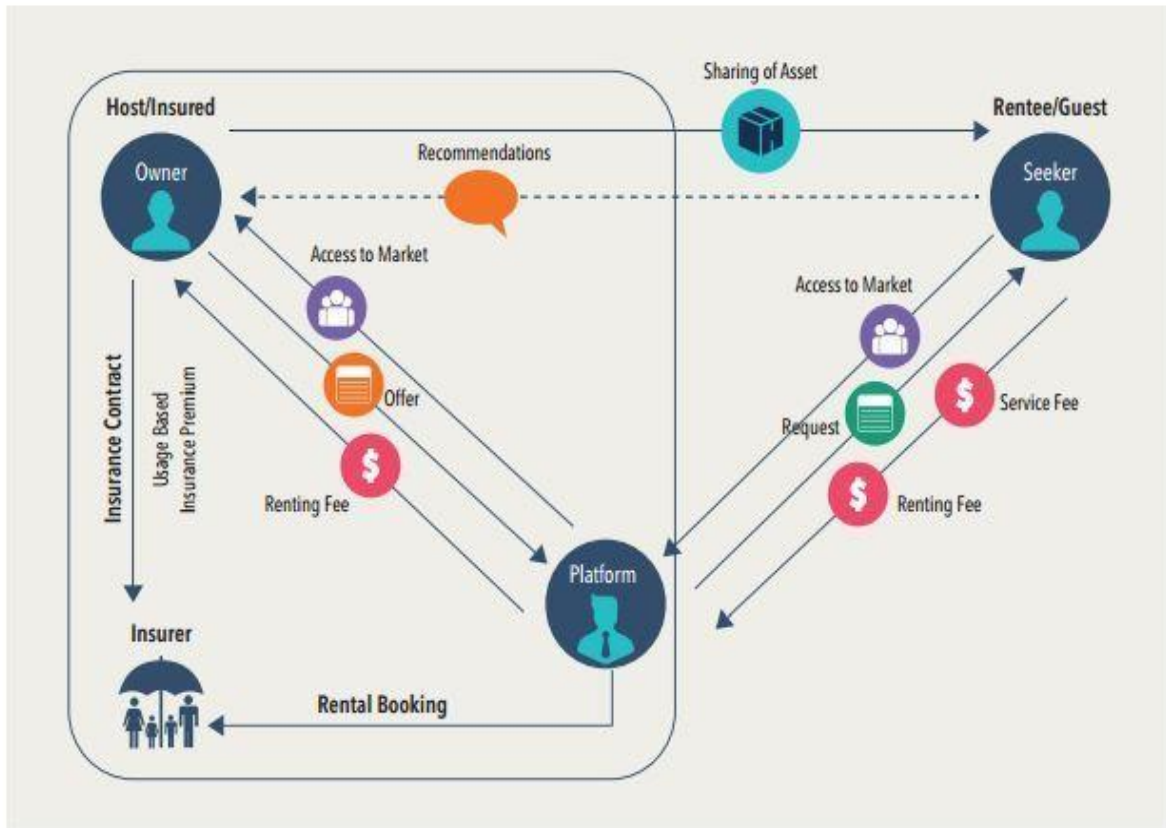 Sharing of Asset
Host/Insured
Rentee/Guest
Recommendations
Owner
Seeker
Access to Market
Access to Market
Insurance Contract
Usage Based
Insurance Premium
Offer
Service Fee
Request
Renting Fee
Renting Fee
Platform
Insurer
Rental Booking
$
$
$